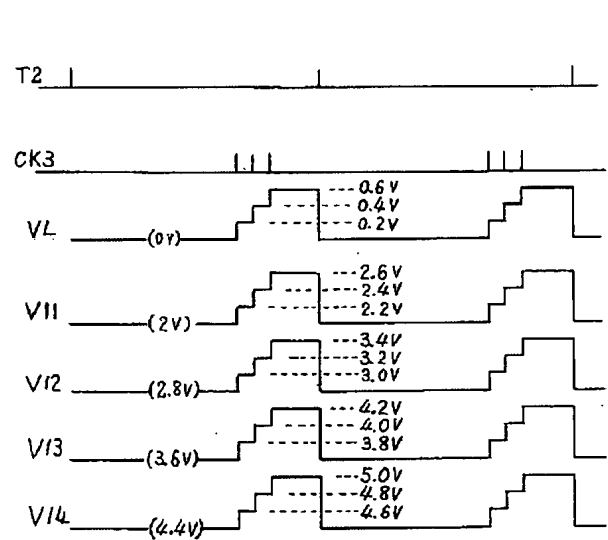 T2
CK3
0.6V
0.4V
0.2V
VL
(0V)
2.6V
2.4V
2.2V
V11
(2V)
3.4V
3.2V
3.0V
V12
(2.8V)
4.2V
4.0V
3.8V
V13
(3.6V)
5.0V
4.8V
4.6V
V14
(4.4V)